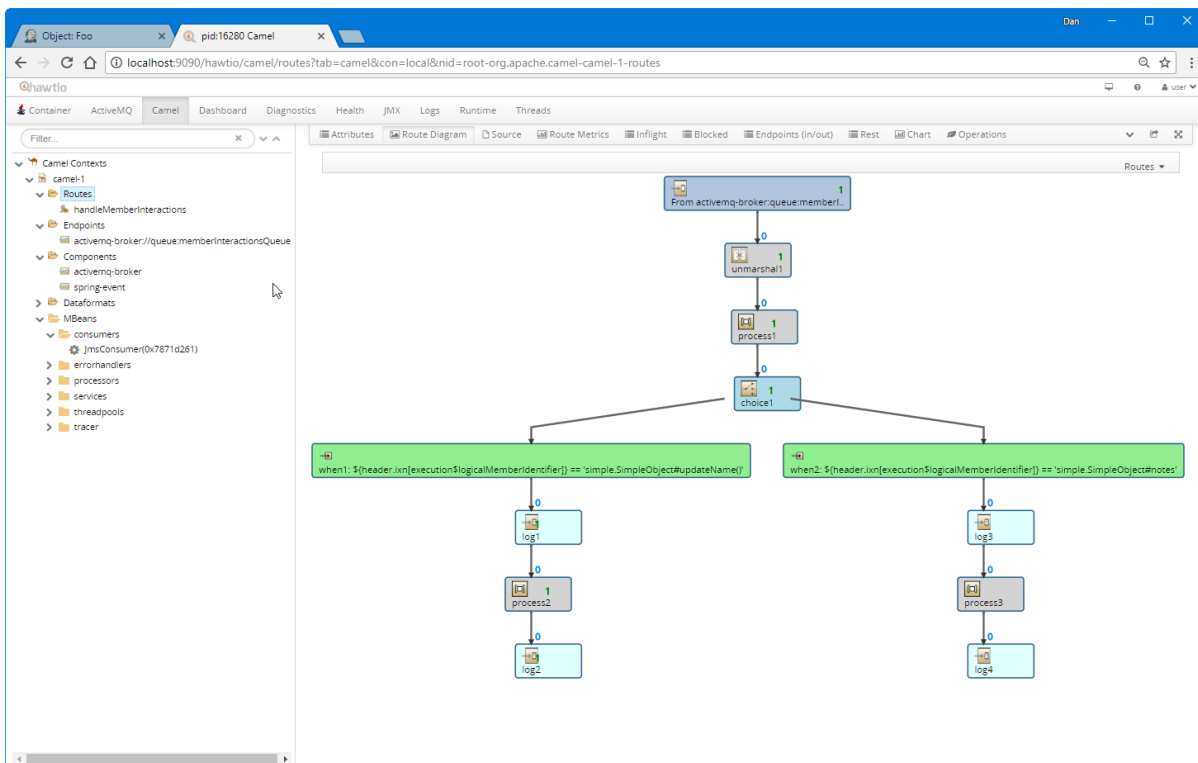 Dan
Object: Foo
pid:16280 Camel
localhost:9090/hawtio/camel/routes?tab=camel&con=local&nid=root-org.apache.camel-camel-1-routes
hawtio
user
Container ActiveMQ Camel Dashboard Diagnostics Health JMX Logs Runtime Threads
Filter...
Attributes Route Diagram Source Route Metrics Inflight Blocked Endpoints (in/out) Rest Chart Operations
Routes
Camel Contexts
camel-1
Routes
handleMemberInteractions
Endpoints
activemq-broker://queue:memberInteractionsQueue
Components
activemq-broker
spring-event
Dataformats
MBeans
consumers
JmsConsumer(0x7871d261)
errorhandlers
processors
services
threadpools
tracer
1
From activemq-broker:queue:memberI...
0
1
unmarshal1
0
1
process1
0
1
choice1
when1: ${header.ixn[execution$logicalMemberIdentifier]} == 'simple.SimpleObject#updateName()'
when2: ${header.ixn[execution$logicalMemberIdentifier]} == 'simple.SimpleObject#notes'
0
1
log1
0
1
process2
0
1
log2
0
log3
0
process3
0
log4